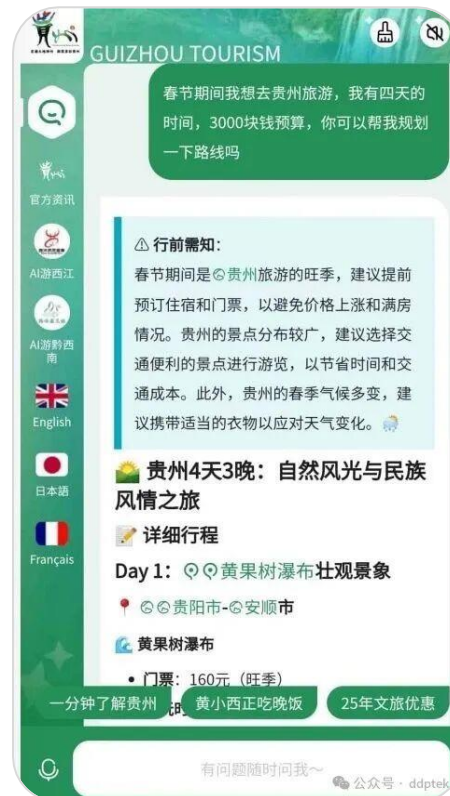 GUIZHOU TOURISM
春节期间我想去贵州旅游，我有四天的
时间，3000块钱预算，你可以帮我规划
一下路线吗
官方资讯
AI游西江
AI游黔西
南
English
日本語
Français
⚠ 行前需知：
春节期间是贵州旅游的旺季，建议提前
预订住宿和门票，以避免价格上涨和满房
情况。贵州的景点分布较广，建议选择交
通便利的景点进行游览，以节省时间和交
通成本。此外，贵州的春季气候多变，建
议携带适当的衣物以应对天气变化。
贵州4天3晚：自然风光与民族
风情之旅
详细行程
Day 1：黄果树瀑布壮观景象
贵阳市-安顺市
黄果树瀑布
• 门票：160元（旺季）
一分钟了解贵州
黄小西正吃晚饭
25年文旅优惠
有问题随时问我～
公众号 · ddptek